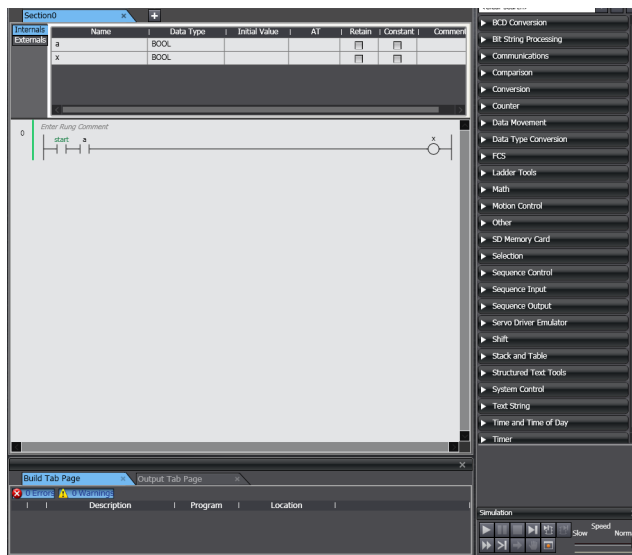 Section0
Internals
Externals
Name Data Type Initial Value AT Retain Constant Comment
a BOOL
x BOOL
0 Enter Rung Comment
start a x
BCD Conversion
Bit String Processing
Communications
Comparison
Conversion
Counter
Data Movement
Data Type Conversion
FCS
Ladder Tools
Math
Motion Control
Other
SD Memory Card
Selection
Sequence Control
Sequence Input
Sequence Output
Servo Driver Emulator
Shift
Stack and Table
Structured Text Tools
System Control
Text String
Time and Time of Day
Timer
Build Tab Page Output Tab Page
0 Errors 0 Warnings
Description Program Location
Simulation
Speed
Slow Norm